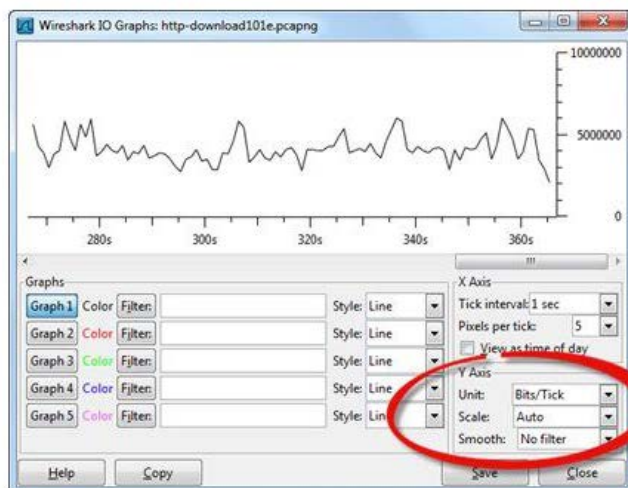 Wireshark IO Graphs: http-download101e.pcapng
10000000
5000000
0
280s 300s 320s 340s 360s
Graphs
Graph 1 Color Filter: Style: Line
Graph 2 Color Filter: Style: Line
Graph 3 Color Filter: Style: Line
Graph 4 Color Filter: Style: Line
Graph 5 Color Filter: Style: Line
X Axis
Tick interval: 1 sec
Pixels per tick: 5
View as time of day
Y Axis
Unit: Bits/Tick
Scale: Auto
Smooth: No filter
Help Copy Save Close